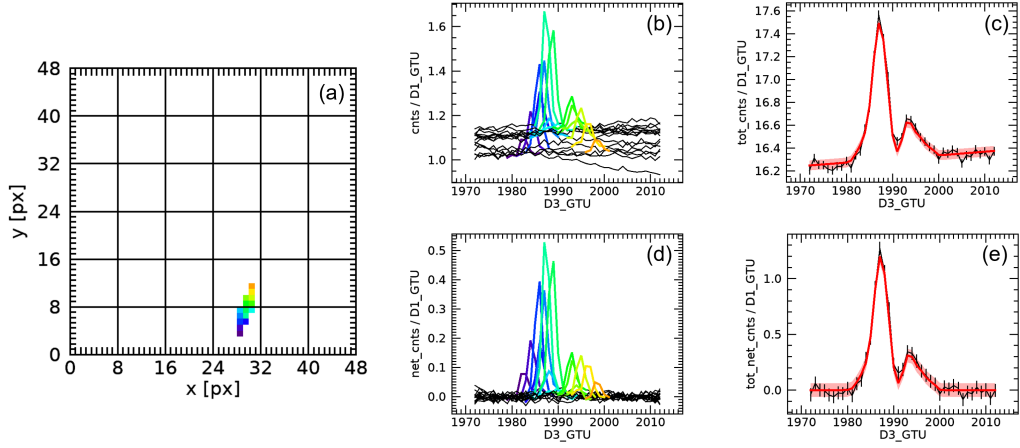 (a)
48
40
32
24
16
8
0
y [px]
0 8 16 24 32 40 48
x [px]
(b)
1.6
1.4
1.2
1.0
cnts / D1_GTU
1970 1980 1990 2000 2010
D3_GTU
(c)
17.6
17.4
17.2
17.0
16.8
16.6
16.4
16.2
tot_cnts / D1_GTU
1970 1980 1990 2000 2010
D3_GTU
(d)
0.5
0.4
0.3
0.2
0.1
0.0
net_cnts / D1_GTU
1970 1980 1990 2000 2010
D3_GTU
(e)
1.0
0.5
0.0
tot_net_cnts / D1_GTU
1970 1980 1990 2000 2010
D3_GTU